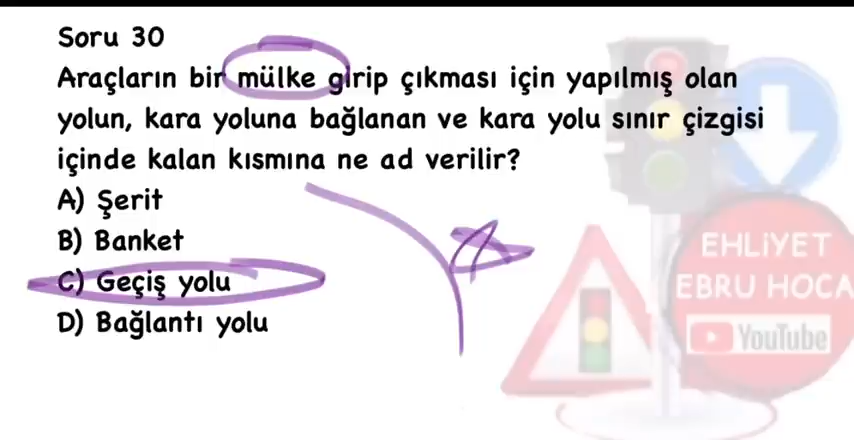 Soru 30
Araçların bir mülke girip çıkması için yapılmış olan
yolun, kara yoluna bağlanan ve kara yolu sınır çizgisi
içinde kalan kısmına ne ad verilir?
A) Şerit
B) Banket
C) Geçiş yolu
D) Bağlantı yolu
EHLİYET
EBRU HOCA
YouTube